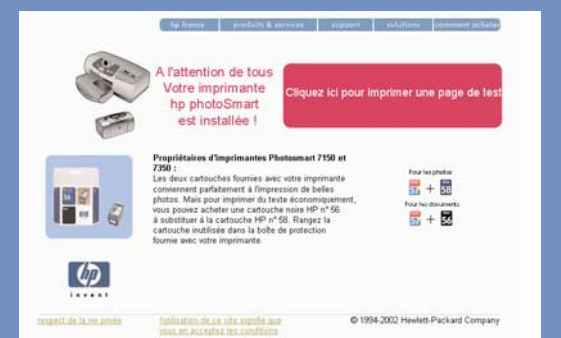 hp france
produits & services
support
solutions
comment acheter
A l'attention de tous
Votre imprimante
hp photoSmart
est installée !
Cliquez ici pour imprimer une page de test
Propriétaires d'imprimantes Photosmart 7150 et
7350 :
Les deux cartouches fournies avec votre imprimante
conviennent parfaitement à l'impression de belles
photos. Mais pour imprimer du texte économiquement,
vous pouvez acheter une cartouche noire HP n° 56
à substituer à la cartouche HP n° 58. Rangez la
cartouche inutilisée dans la boîte de protection
fournie avec votre imprimante.
Pour les photos
57 + 58
Pour les documents
57 + 56
hp
invent
respect de la vie privée
l'utilisation de ce site signifie que
vous en acceptez les conditions
© 1994-2002 Hewlett-Packard Company